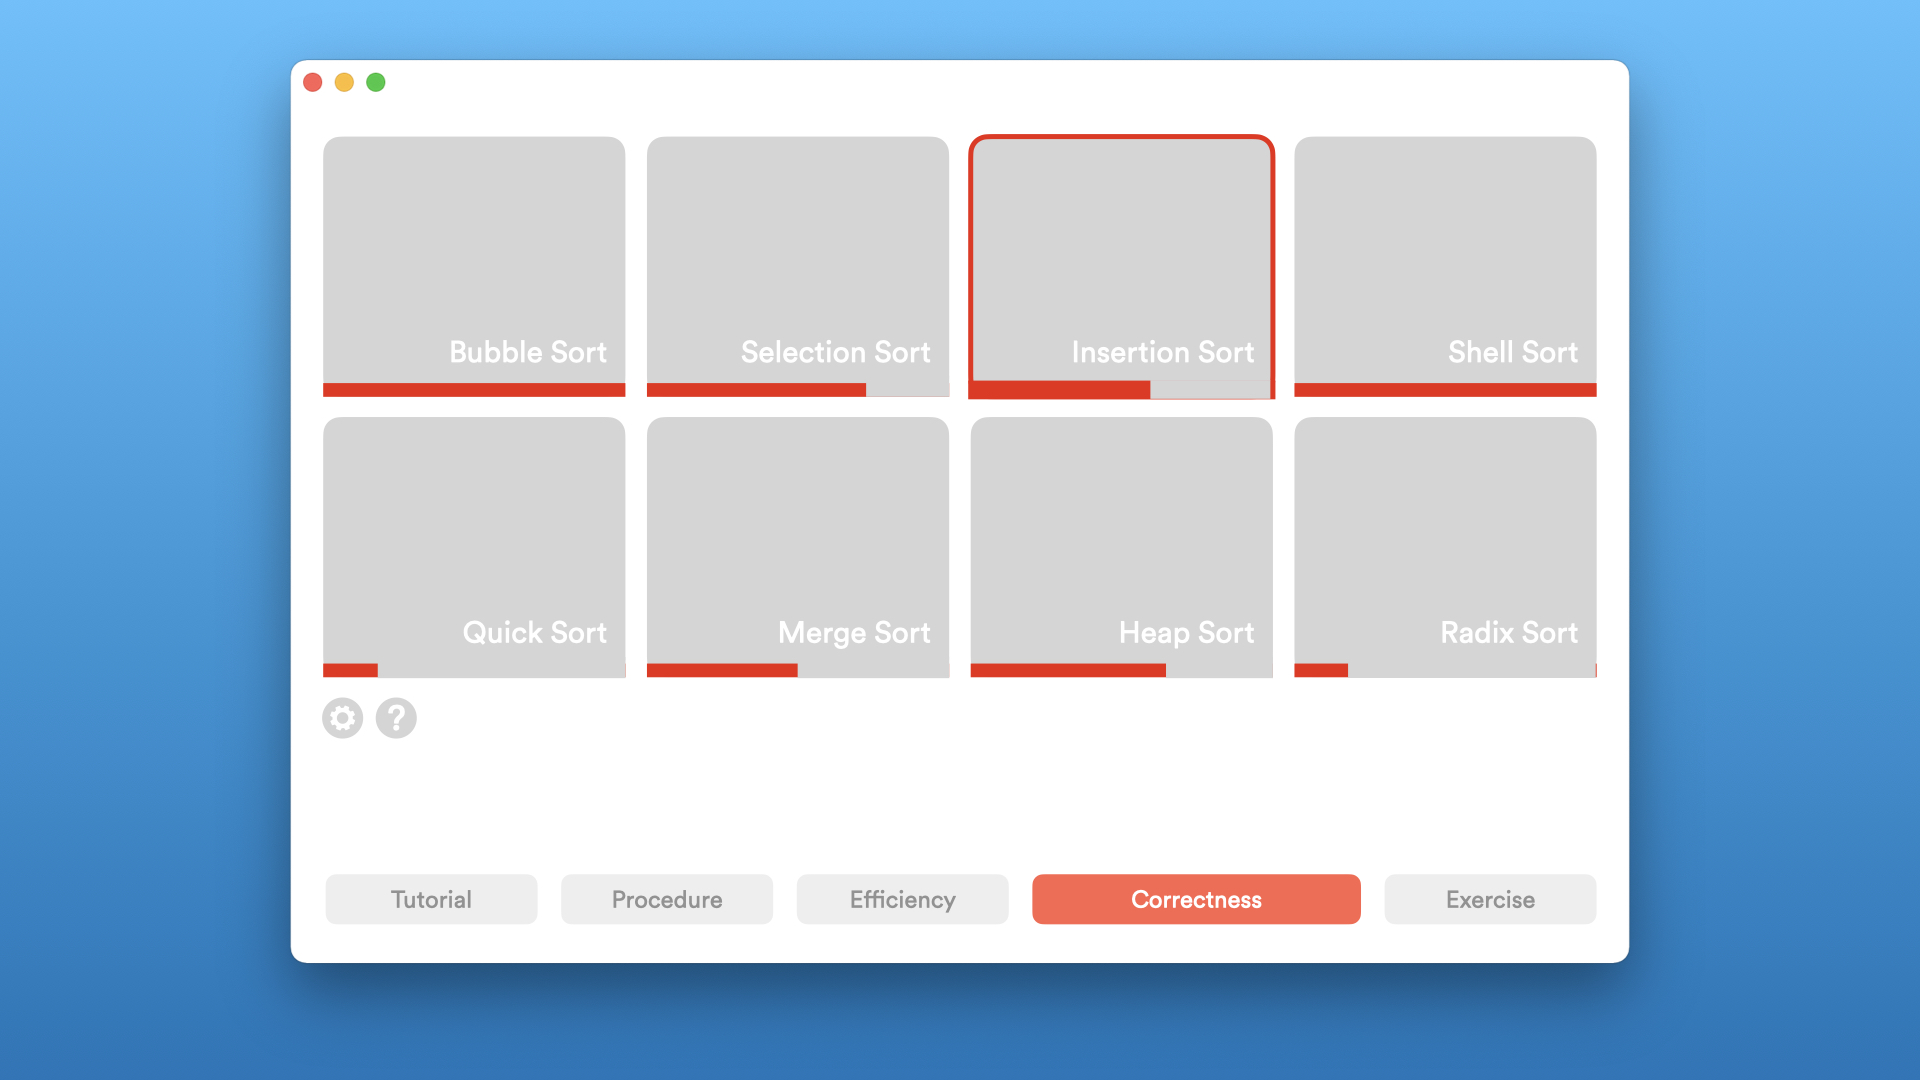 Bubble Sort
Selection Sort
Insertion Sort
Shell Sort
Quick Sort
Merge Sort
Heap Sort
Radix Sort
?
Tutorial
Procedure
Efficiency
Correctness
Exercise